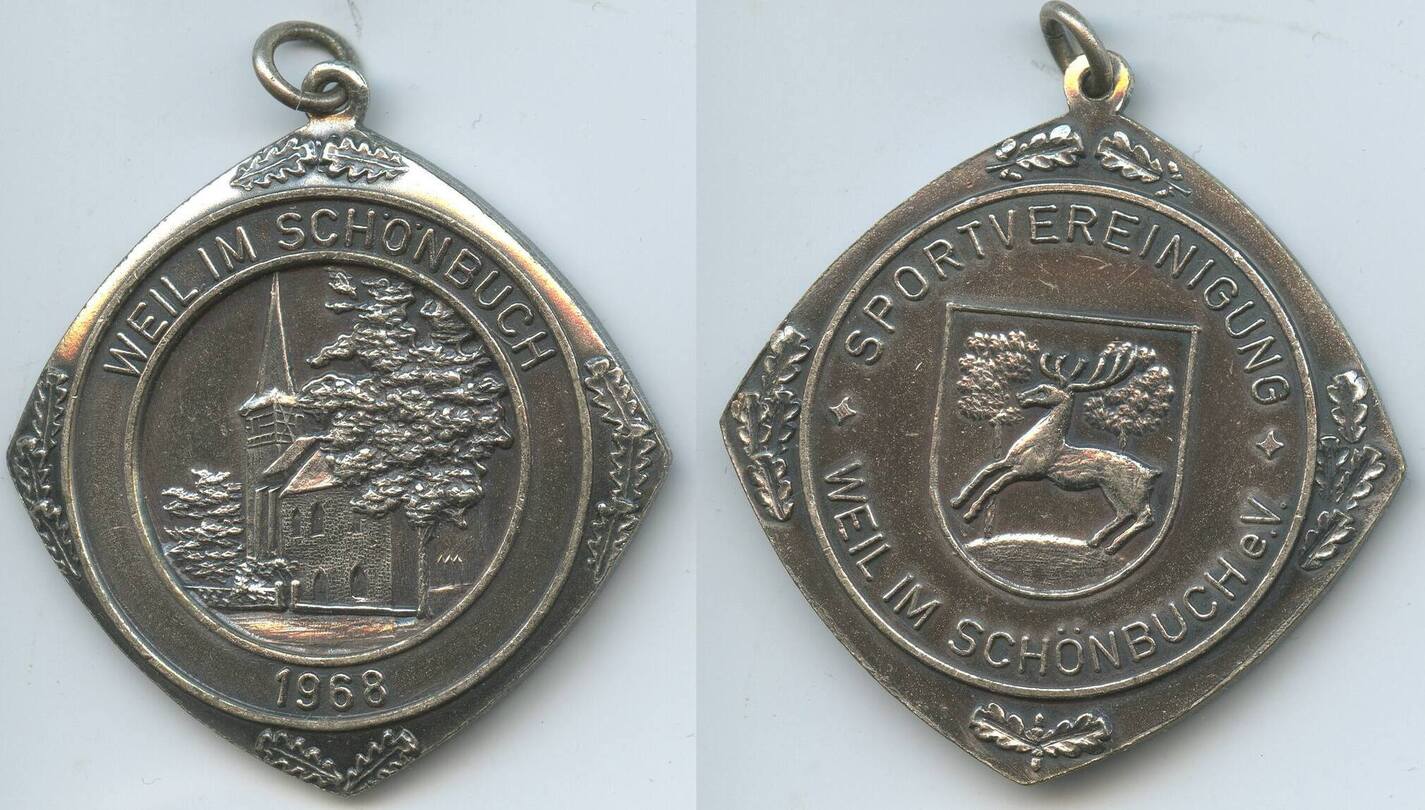 WEIL IM SCHÖNBUCH
1968
SPORTVEREINIGUNG
WEIL IM SCHÖNBUCH e.V.